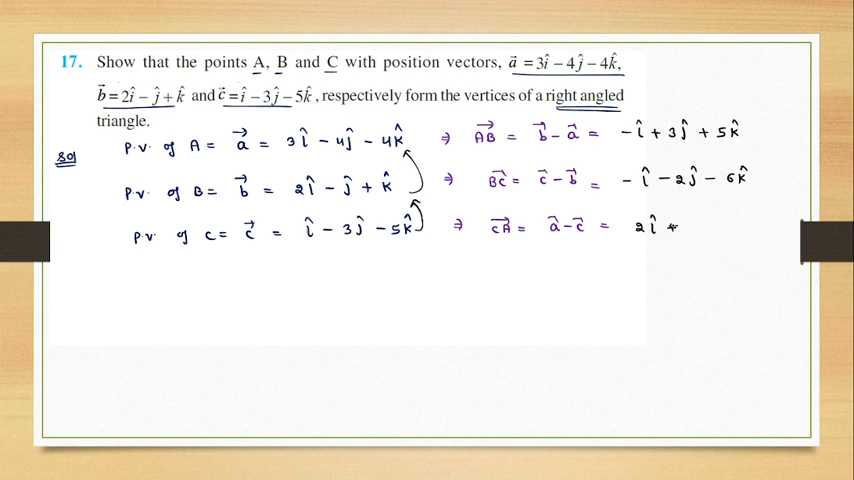 17. Show that the points A, B and C with position vectors, a⃗ = 3î − 4ĵ − 4k̂,
b⃗ = 2î − ĵ + k̂ and c⃗ = î − 3ĵ − 5k̂, respectively form the vertices of a right angled
triangle.
Sol
P.V. of A = a⃗ = 3î − 4ĵ − 4k̂ ⇒ AB⃗ = b⃗ − a⃗ = −î + 3ĵ + 5k̂
P.V. of B = b⃗ = 2î − ĵ + k̂ ⇒ BC⃗ = c⃗ − b⃗ = −î − 2ĵ − 6k̂
P.V. of C = c⃗ = î − 3ĵ − 5k̂ ⇒ CA⃗ = a⃗ − c⃗ = 2î